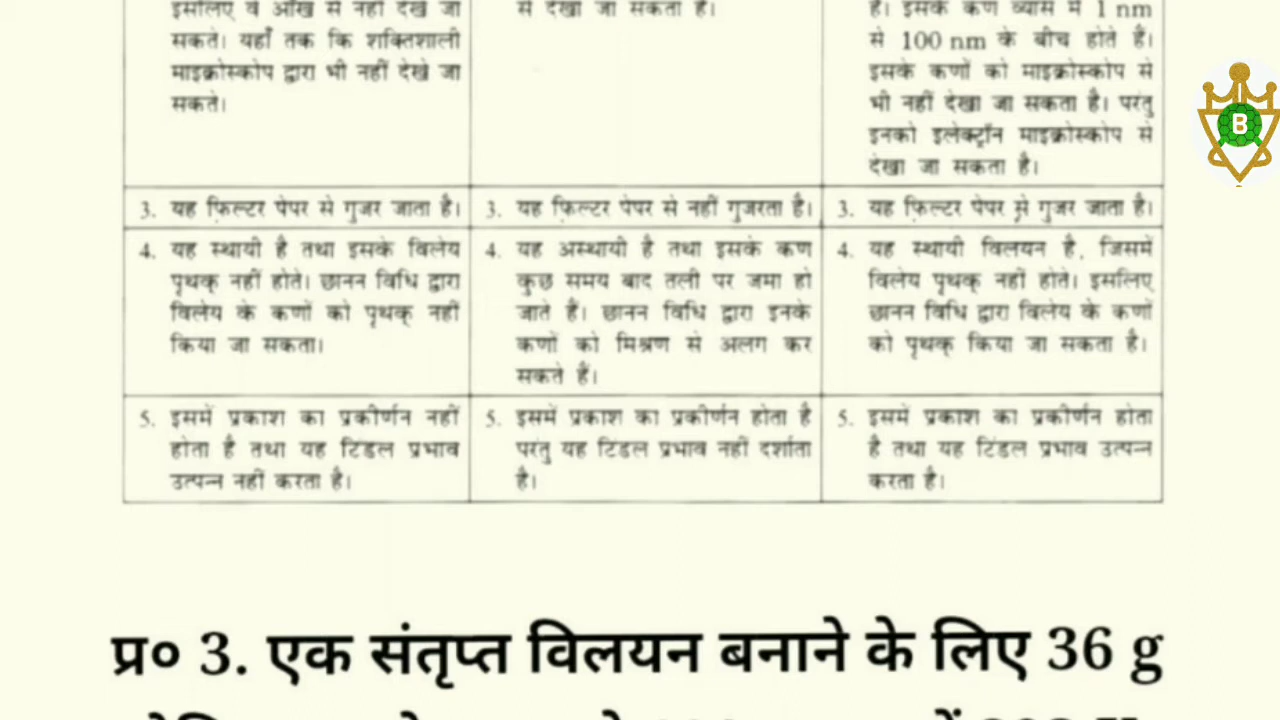 इसलिए ये आँख से नहीं देखे जा
सकते। यहाँ तक कि शक्तिशाली
माइक्रोस्कोप द्वारा भी नहीं देखे जा
सकते।
से देखा जा सकता है।
है। इसके कण व्यास में 1 nm
से 100 nm के बीच होते हैं।
इसके कणों को माइक्रोस्कोप से
भी नहीं देखा जा सकता है। परंतु
इनको इलेक्ट्रॉन माइक्रोस्कोप से
देखा जा सकता है।
3. यह फिल्टर पेपर से गुजर जाता है।
3. यह फिल्टर पेपर से नहीं गुजरता है।
3. यह फिल्टर पेपर से गुजर जाता है।
4. यह स्थायी है तथा इसके विलेय
पृथक् नहीं होते। छानन विधि द्वारा
विलेय के कणों को पृथक् नहीं
किया जा सकता।
4. यह अस्थायी है तथा इसके कण
कुछ समय बाद तली पर जमा हो
जाते हैं। छानन विधि द्वारा इनके
कणों को मिश्रण से अलग कर
सकते हैं।
4. यह स्थायी विलयन है, जिसमें
विलेय पृथक् नहीं होते। इसलिए
छानन विधि द्वारा विलेय के कणों
को पृथक् किया जा सकता है।
5. इसमें प्रकाश का प्रकीर्णन नहीं
होता है तथा यह टिंडल प्रभाव
उत्पन्न नहीं करता है।
5. इसमें प्रकाश का प्रकीर्णन होता है
परंतु यह टिंडल प्रभाव नहीं दर्शाता
है।
5. इसमें प्रकाश का प्रकीर्णन होता
है तथा यह टिंडल प्रभाव उत्पन्न
करता है।
B
प्र० 3. एक संतृप्त विलयन बनाने के लिए 36 g